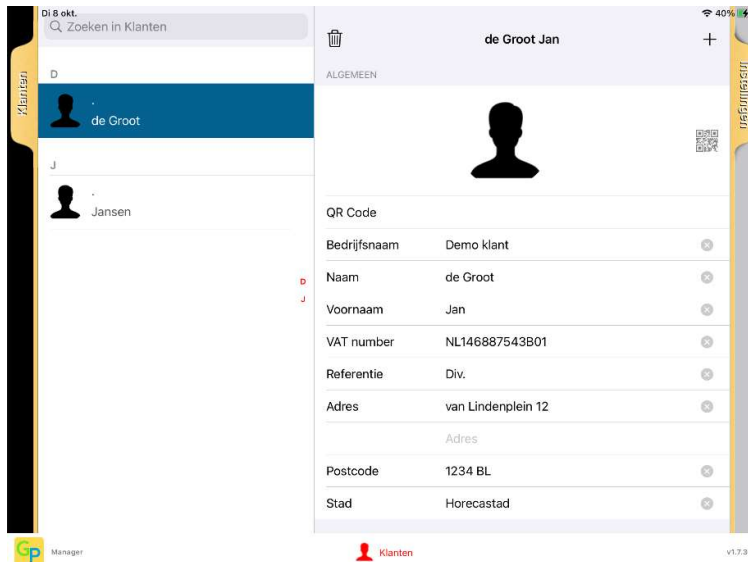 Di 8 okt.
40%
Zoeken in Klanten
de Groot Jan
+
Klanten
Instellingen
D
.
de Groot
J
.
Jansen
D
J
ALGEMEEN
QR Code
Bedrijfsnaam Demo klant
Naam de Groot
Voornaam Jan
VAT number NL146887543B01
Referentie Div.
Adres van Lindenplein 12
Adres
Postcode 1234 BL
Stad Horecastad
GP Manager
Klanten
v1.7.3